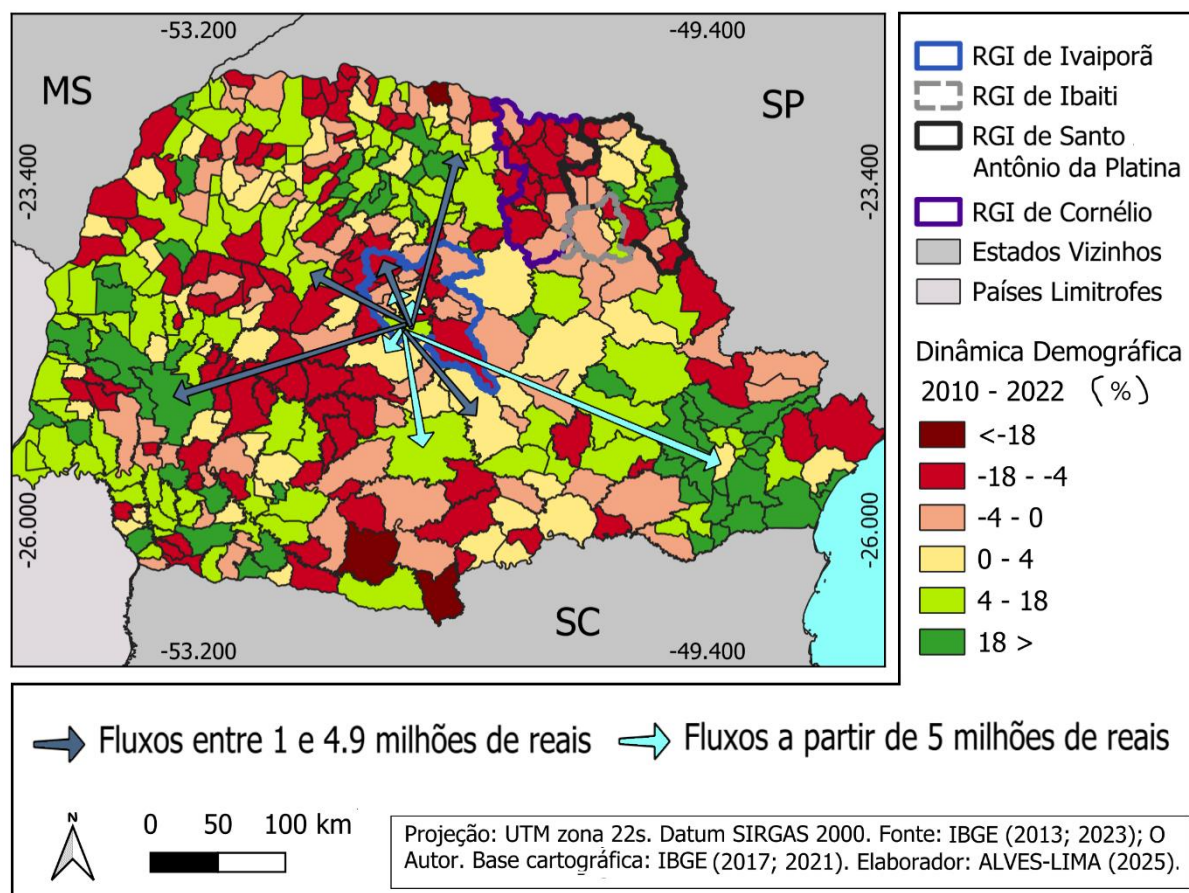 -53.200
-49.400
MS
SP
-23.400
-23.400
-26.000
-26.000
SC
-53.200
-49.400
RGI de Ivaiporã
RGI de Ibaiti
RGI de Santo
Antônio da Platina
RGI de Cornélio
Estados Vizinhos
Países Limitrofes
Dinâmica Demográfica
2010 - 2022 (%)
<-18
-18 - -4
-4 - 0
0 - 4
4 - 18
18 >
Fluxos entre 1 e 4.9 milhões de reais
Fluxos a partir de 5 milhões de reais
N
0 50 100 km
Projeção: UTM zona 22s. Datum SIRGAS 2000. Fonte: IBGE (2013; 2023); O
Autor. Base cartográfica: IBGE (2017; 2021). Elaborador: ALVES-LIMA (2025).